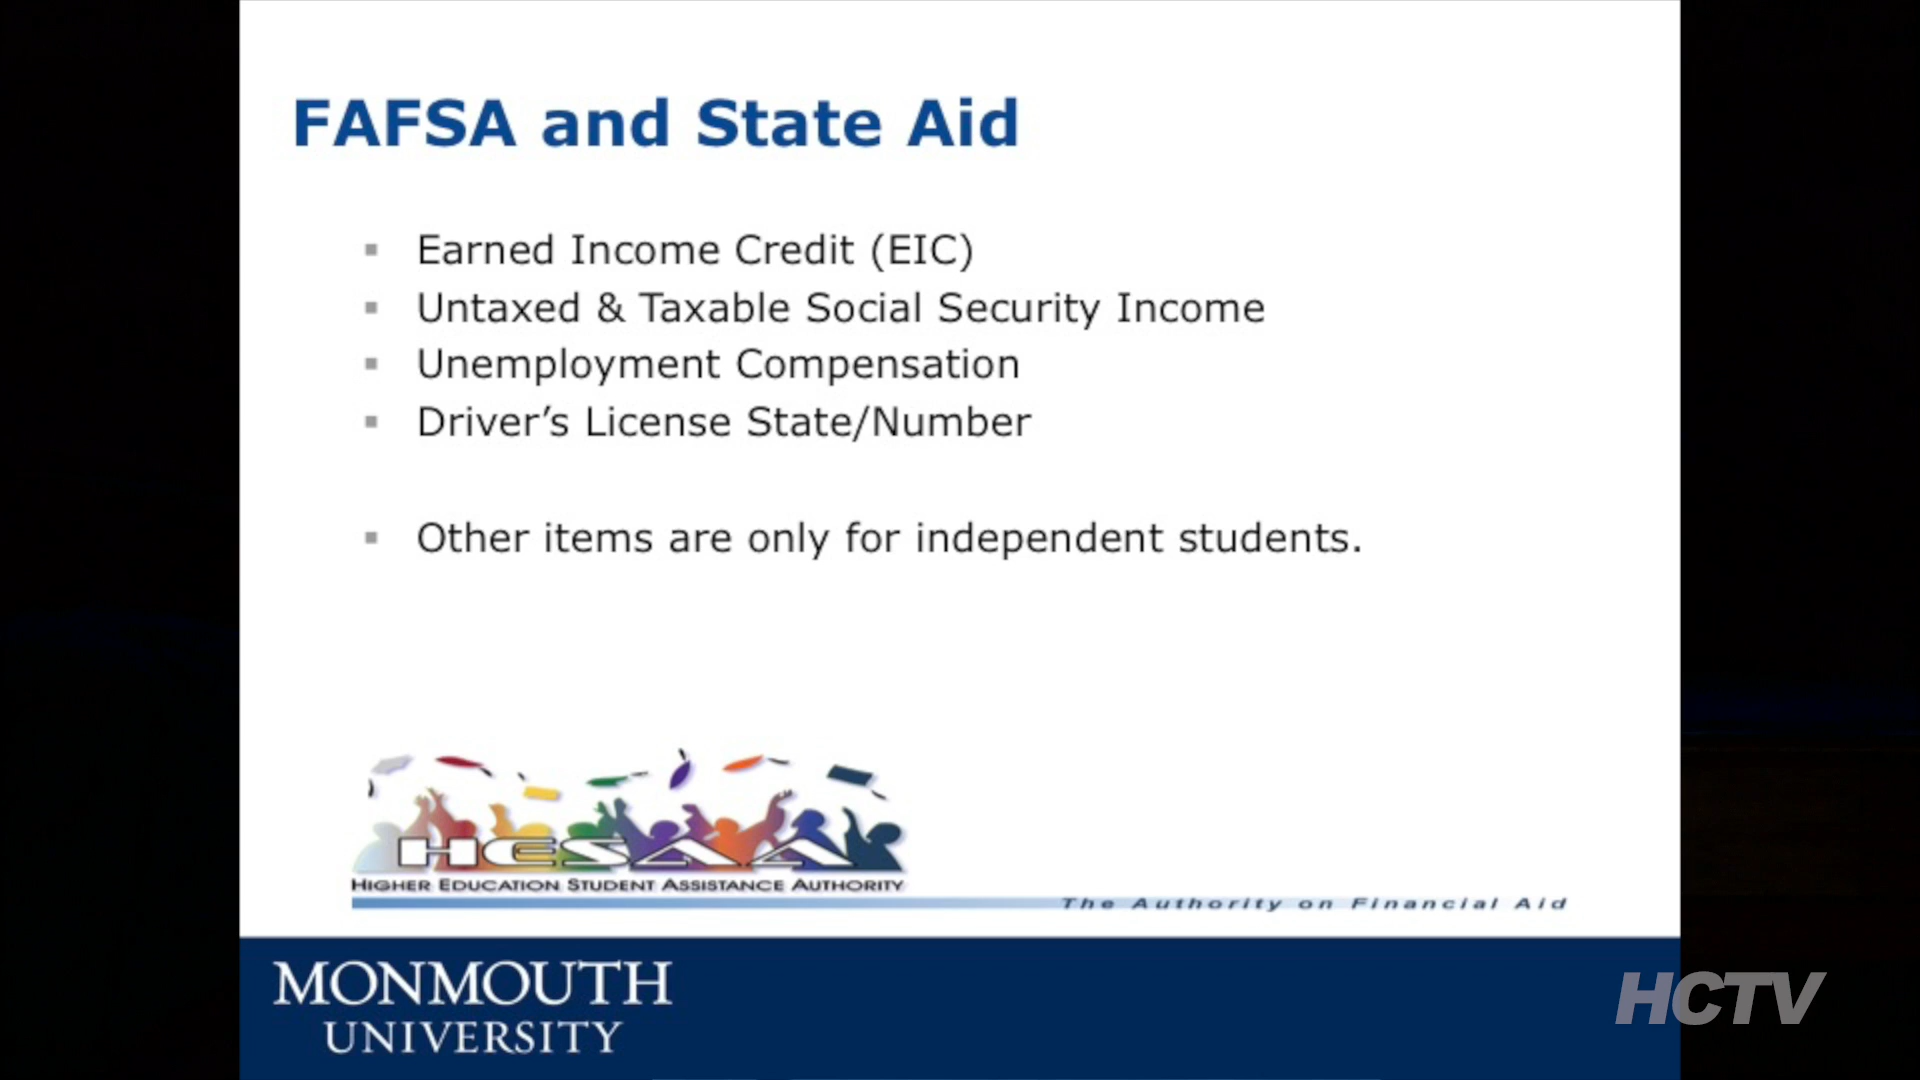 FAFSA and State Aid
Earned Income Credit (EIC)
Untaxed & Taxable Social Security Income
Unemployment Compensation
Driver’s License State/Number
Other items are only for independent students.
HESAA
HIGHER EDUCATION STUDENT ASSISTANCE AUTHORITY
The Authority on Financial Aid
MONMOUTH
UNIVERSITY
HCTV